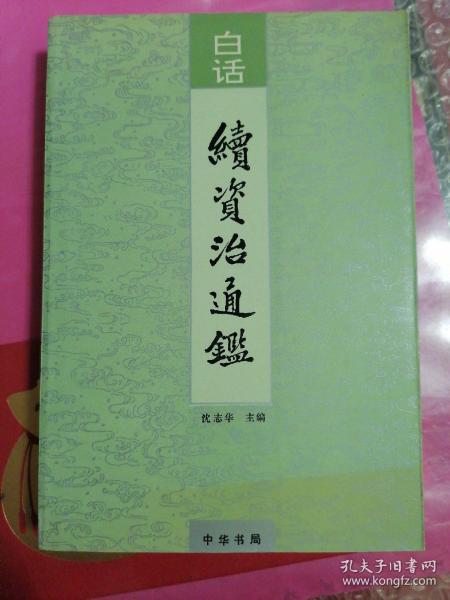 白话
續資治通鑑
沈志华 主编
中华书局
孔夫子旧书网
www.kongfz.com